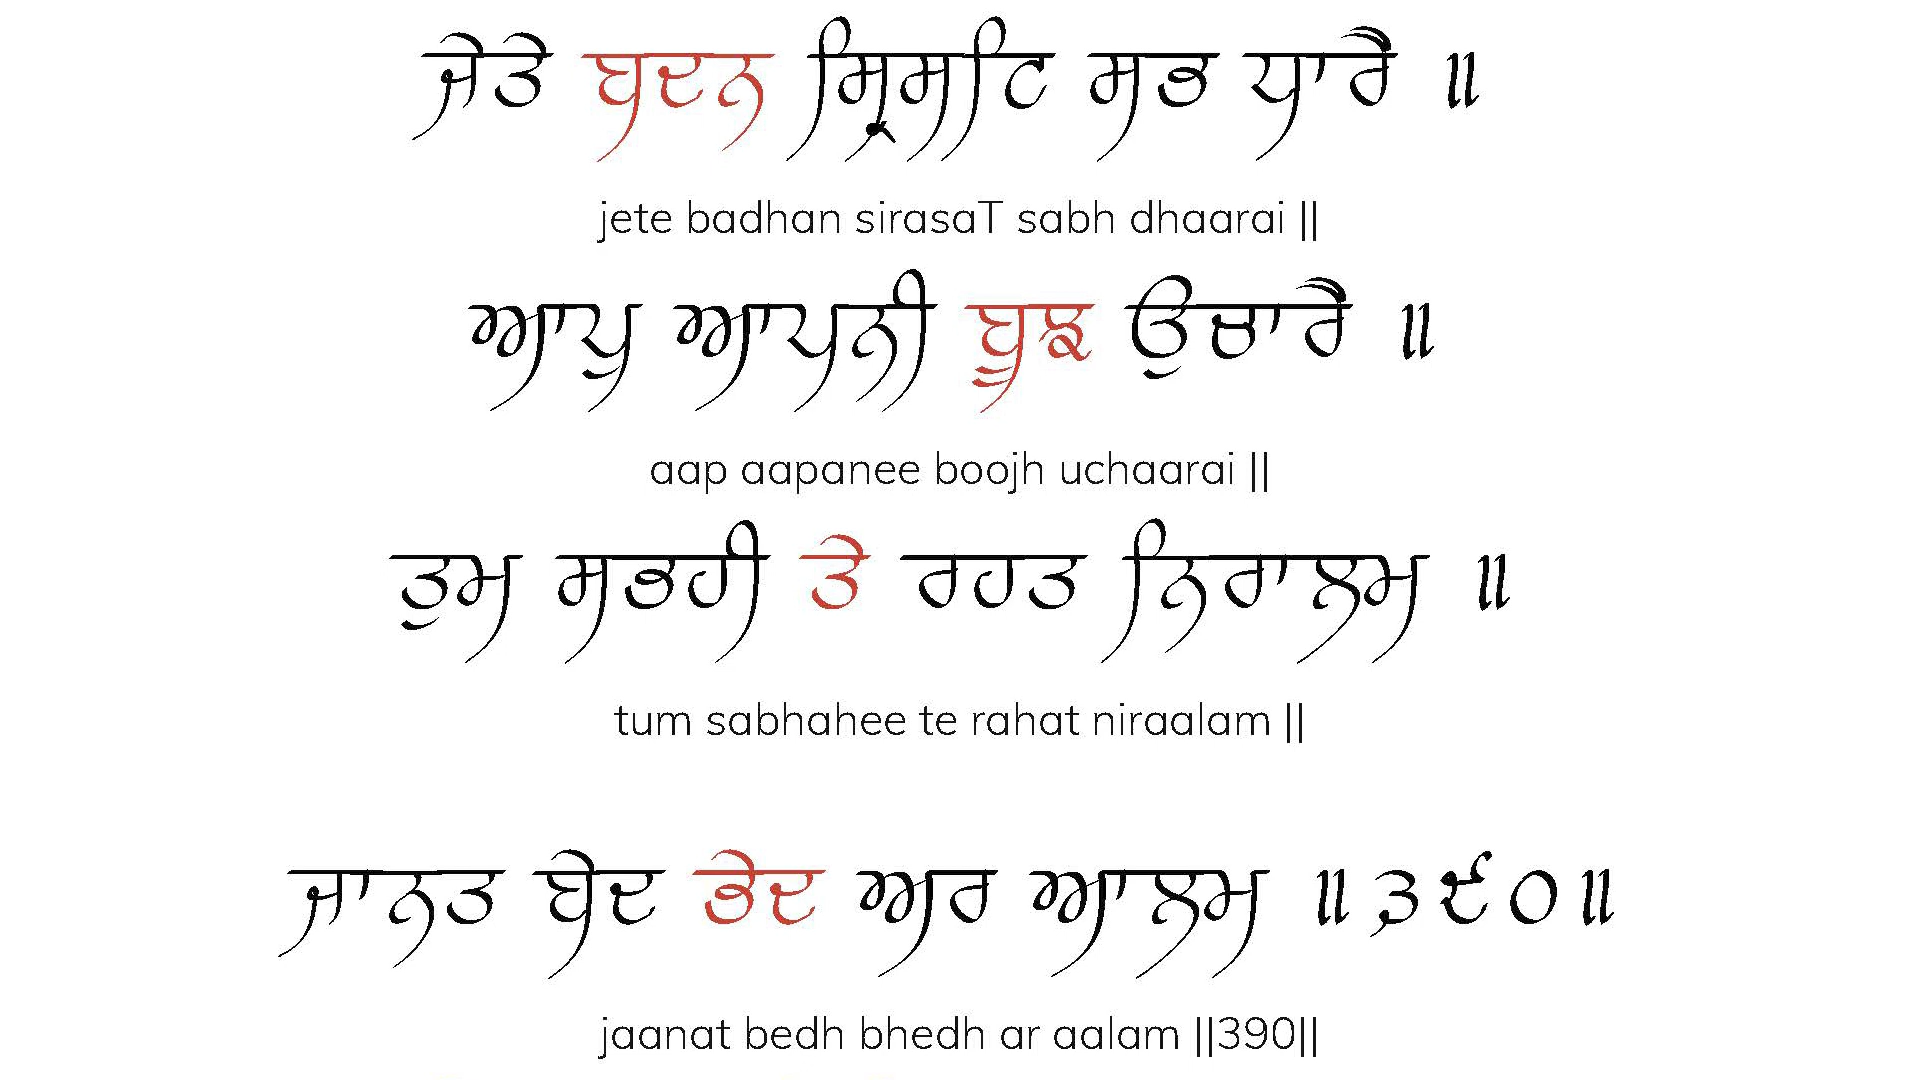 ਜੇਤੇ ਬਦਨ ਸ੍ਰਿਸਟਿ ਸਭ ਧਾਰੈ ॥
jete badhan sirasaT sabh dhaarai ||
ਆਪੁ ਆਪਨੀ ਬੂਝ ਉਚਾਰੈ ॥
aap aapanee boojh uchaarai ||
ਤੁਮ ਸਭਹੀ ਤੇ ਰਹਤ ਨਿਰਾਲਮ ॥
tum sabhahee te rahat niraalam ||
ਜਾਨਤ ਬੇਦ ਭੇਦ ਅਰ ਆਲਮ ॥੩੯੦॥
jaanat bedh bhedh ar aalam ||390||